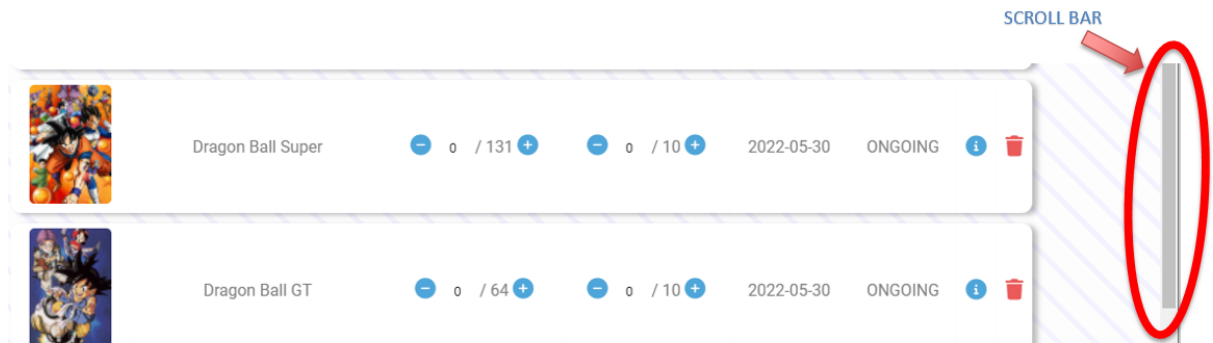 SCROLL BAR
Dragon Ball Super 0 / 131 0 / 10 2022-05-30 ONGOING
Dragon Ball GT 0 / 64 0 / 10 2022-05-30 ONGOING